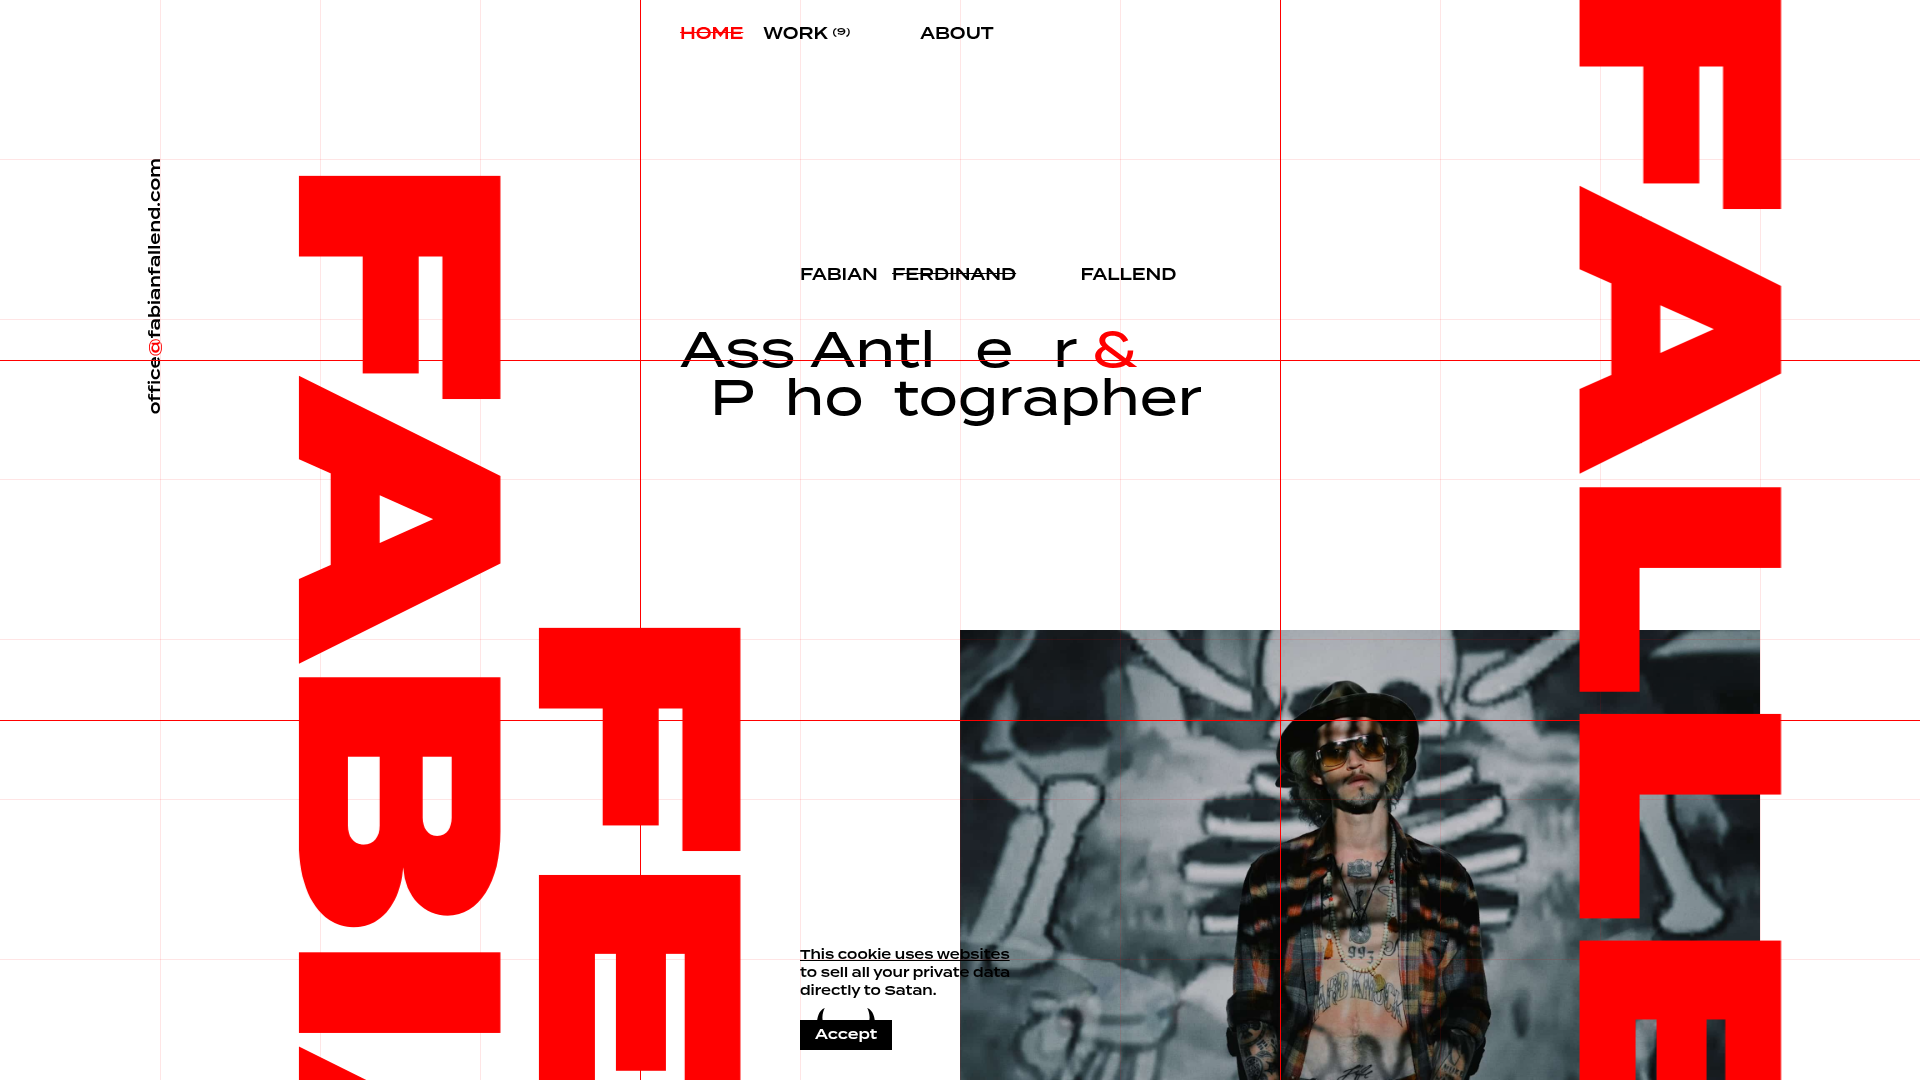 HOME WORK (9) ABOUT
office@fabianfallend.com
FABIAN FERDINAND FALLEND
Ass Antl e r &
P ho tographer
FABI
FE
FALLE
This cookie uses websites
to sell all your private data
directly to Satan.
Accept